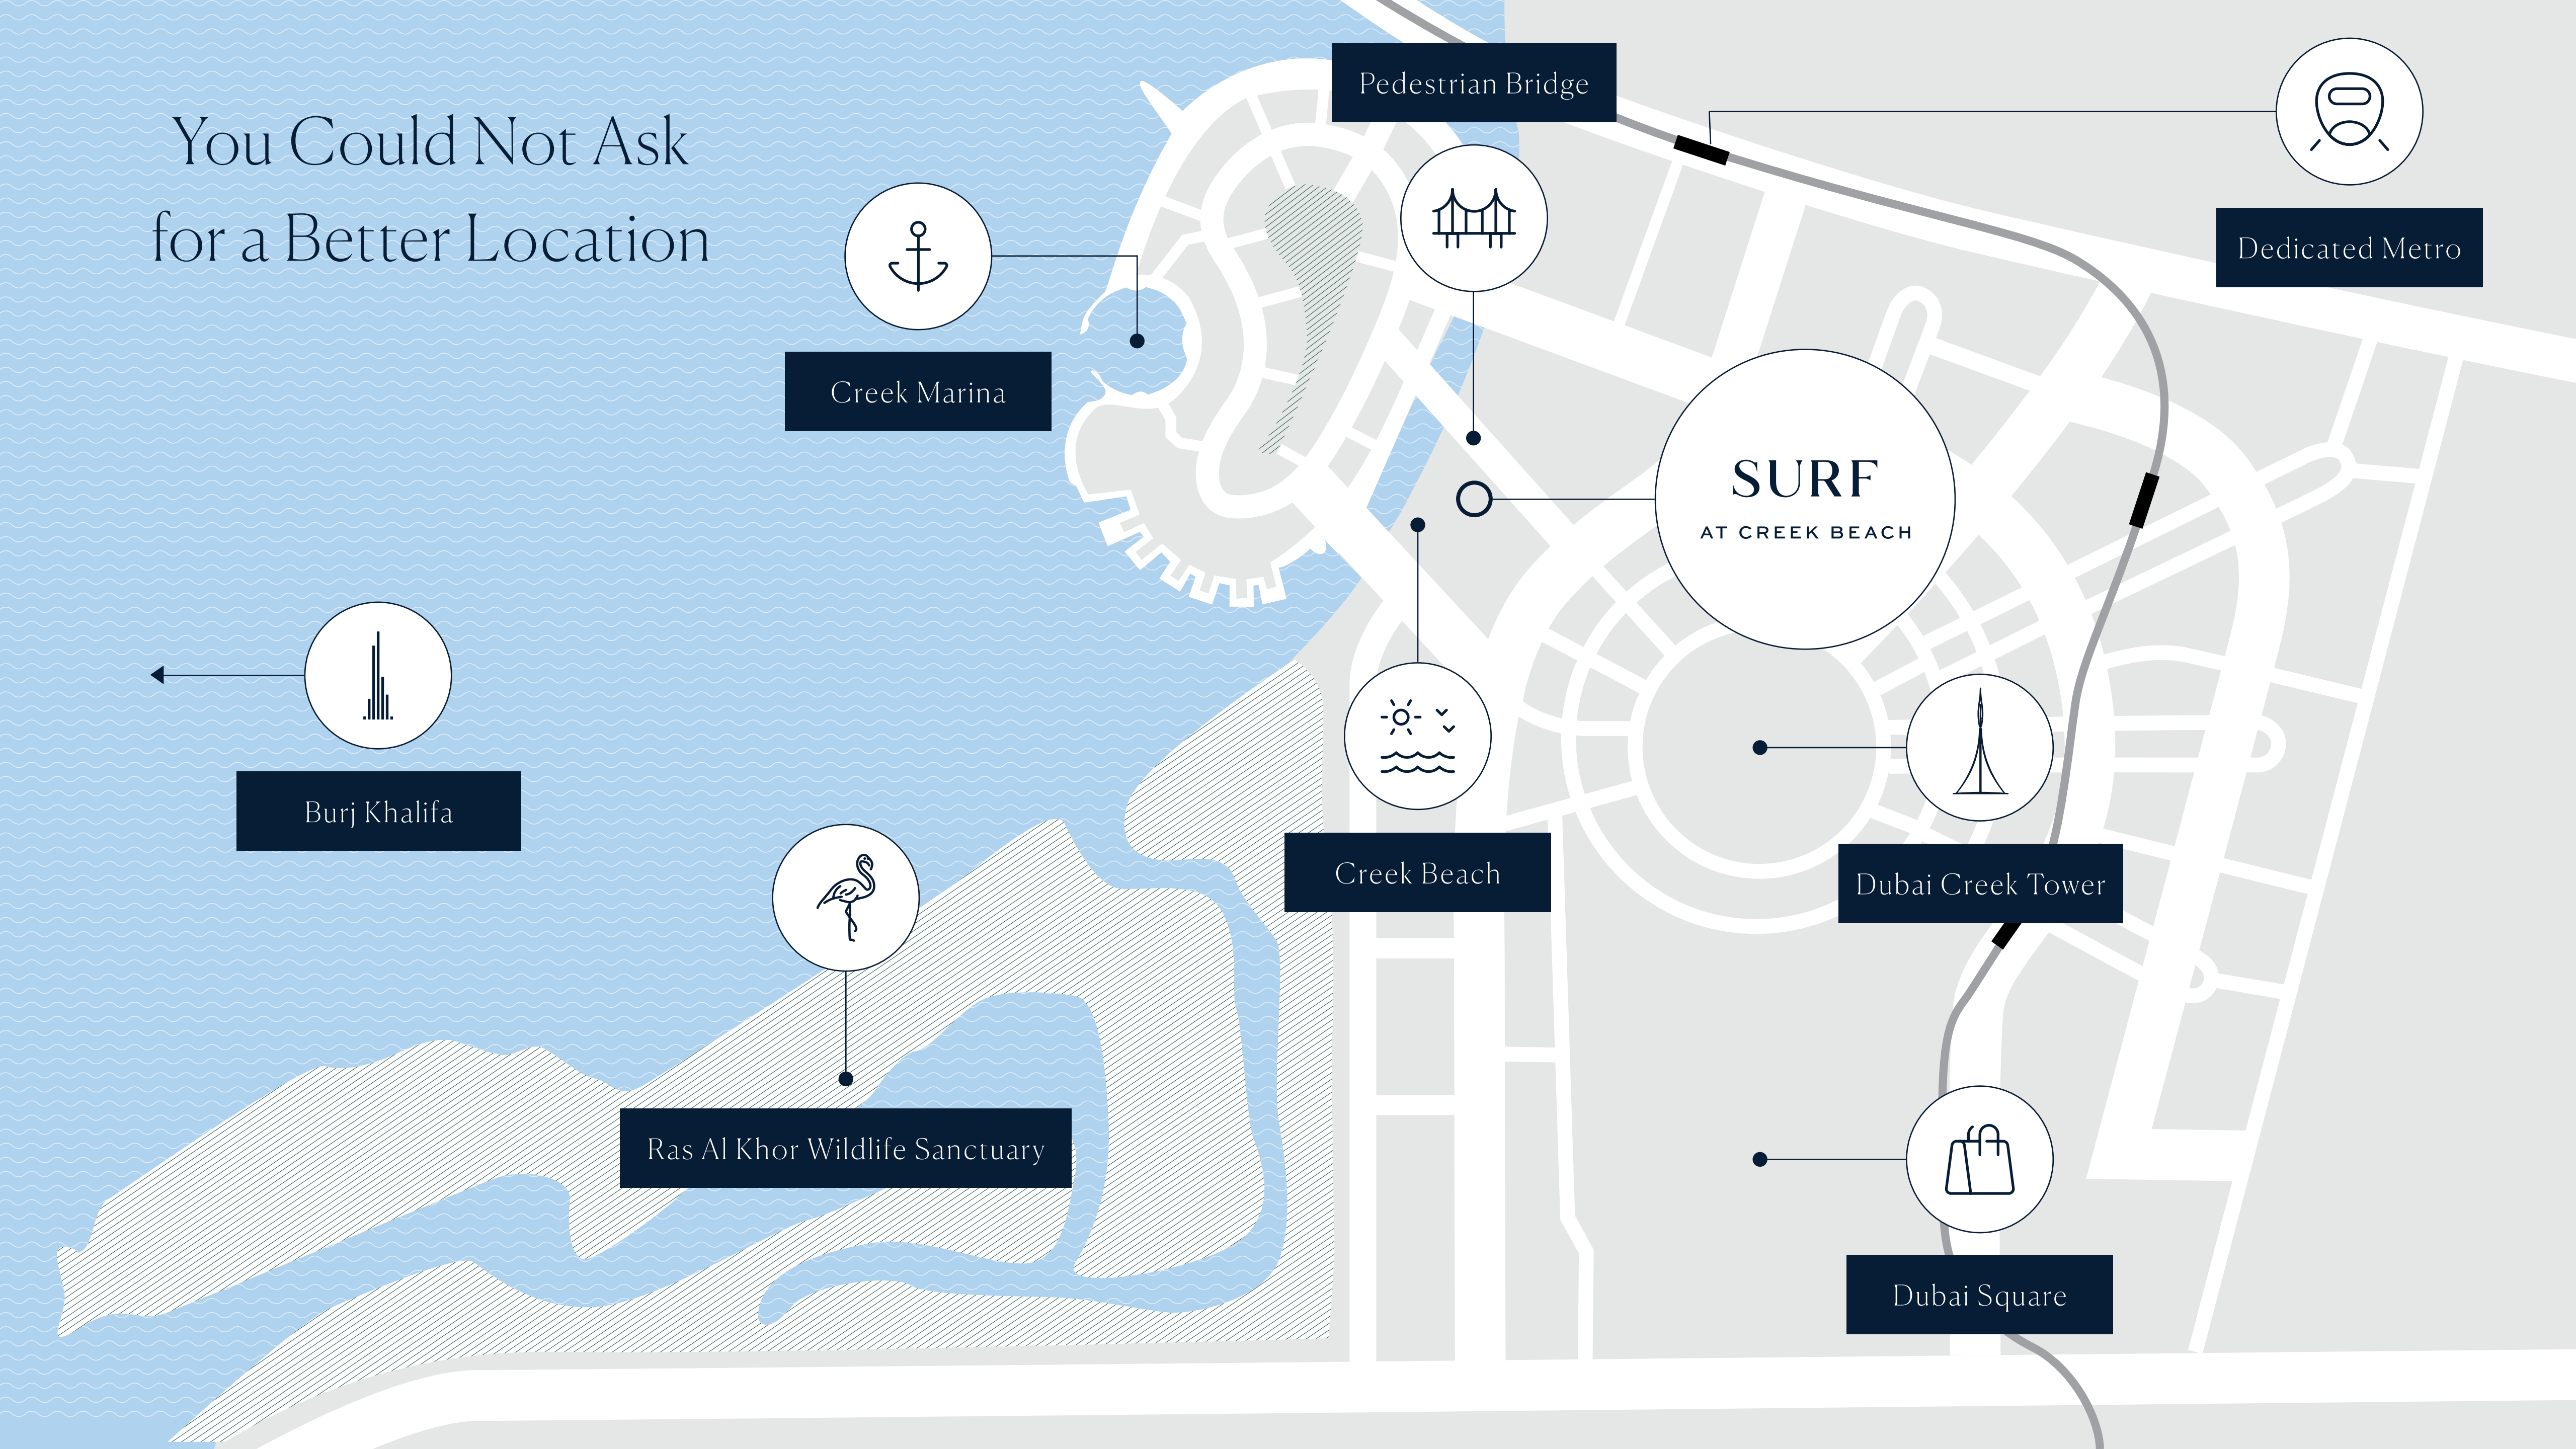 You Could Not Ask
for a Better Location
Pedestrian Bridge
Dedicated Metro
Creek Marina
SURF
AT CREEK BEACH
Burj Khalifa
Creek Beach
Dubai Creek Tower
Ras Al Khor Wildlife Sanctuary
Dubai Square